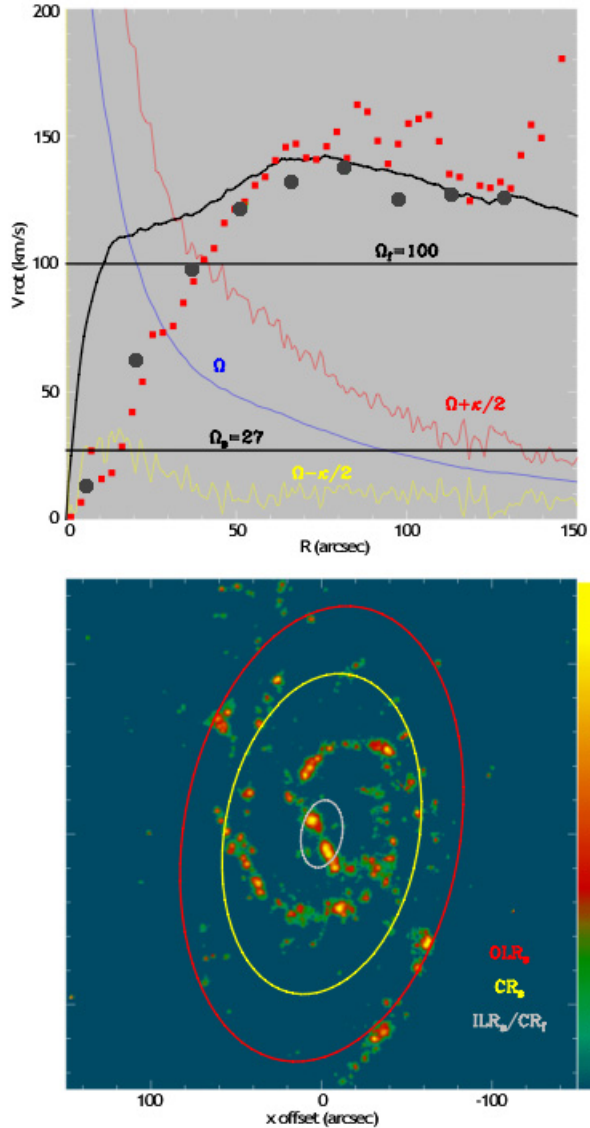 200
150
V rot (km/s)
Ω_f=100
100
Ω
Ω+κ/2
50
Ω_s=27
Ω−κ/2
0
0 50 100 150
R (arcsec)
OLR_s
CR_s
ILR_s/CR_f
100 0 -100
x offset (arcsec)